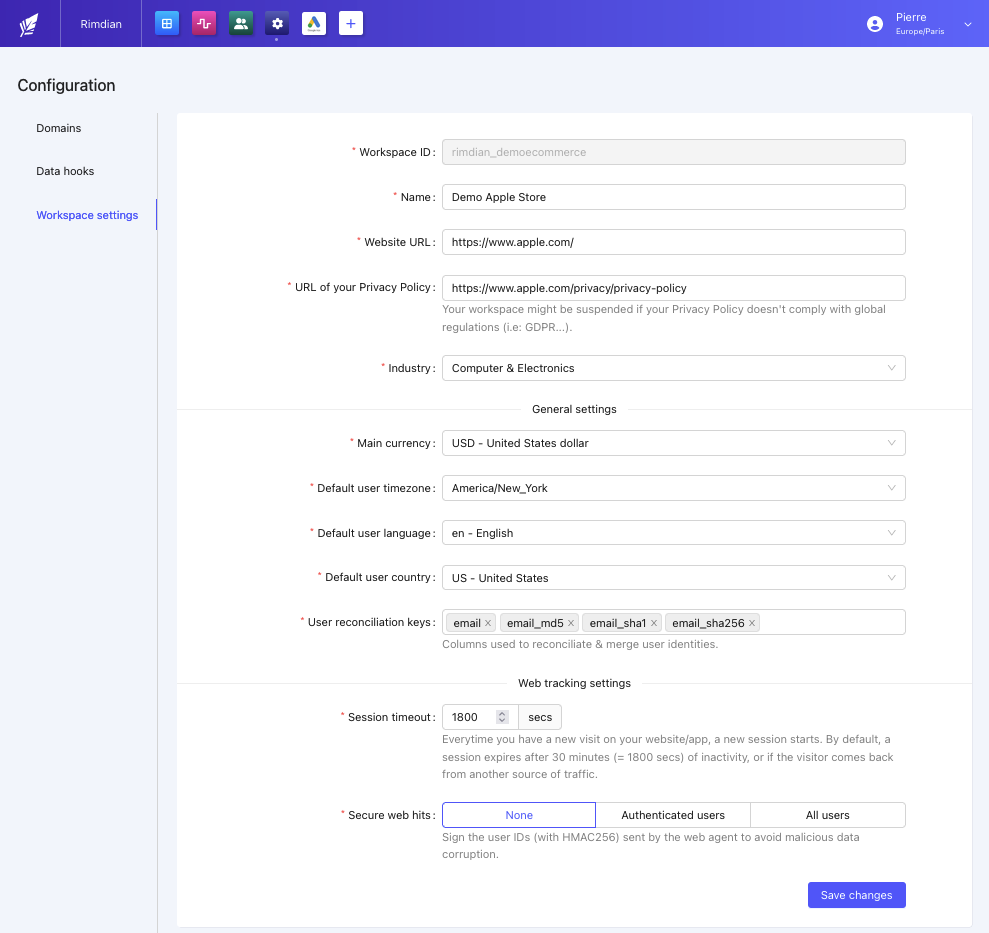 Rimdian
Pierre
Europe/Paris
Configuration
Domains
Data hooks
Workspace settings
* Workspace ID : rimdian_demoecommerce
* Name : Demo Apple Store
* Website URL : https://www.apple.com/
* URL of your Privacy Policy : https://www.apple.com/privacy/privacy-policy
Your workspace might be suspended if your Privacy Policy doesn't comply with global
regulations (i.e: GDPR...).
* Industry : Computer & Electronics
General settings
* Main currency : USD - United States dollar
* Default user timezone : America/New_York
* Default user language : en - English
* Default user country : US - United States
* User reconciliation keys : email × email_md5 × email_sha1 × email_sha256 ×
Columns used to reconciliate & merge user identities.
Web tracking settings
* Session timeout : 1800 secs
Everytime you have a new visit on your website/app, a new session starts. By default, a
session expires after 30 minutes (= 1800 secs) of inactivity, or if the visitor comes back
from another source of traffic.
* Secure web hits : None Authenticated users All users
Sign the user IDs (with HMAC256) sent by the web agent to avoid malicious data
corruption.
Save changes